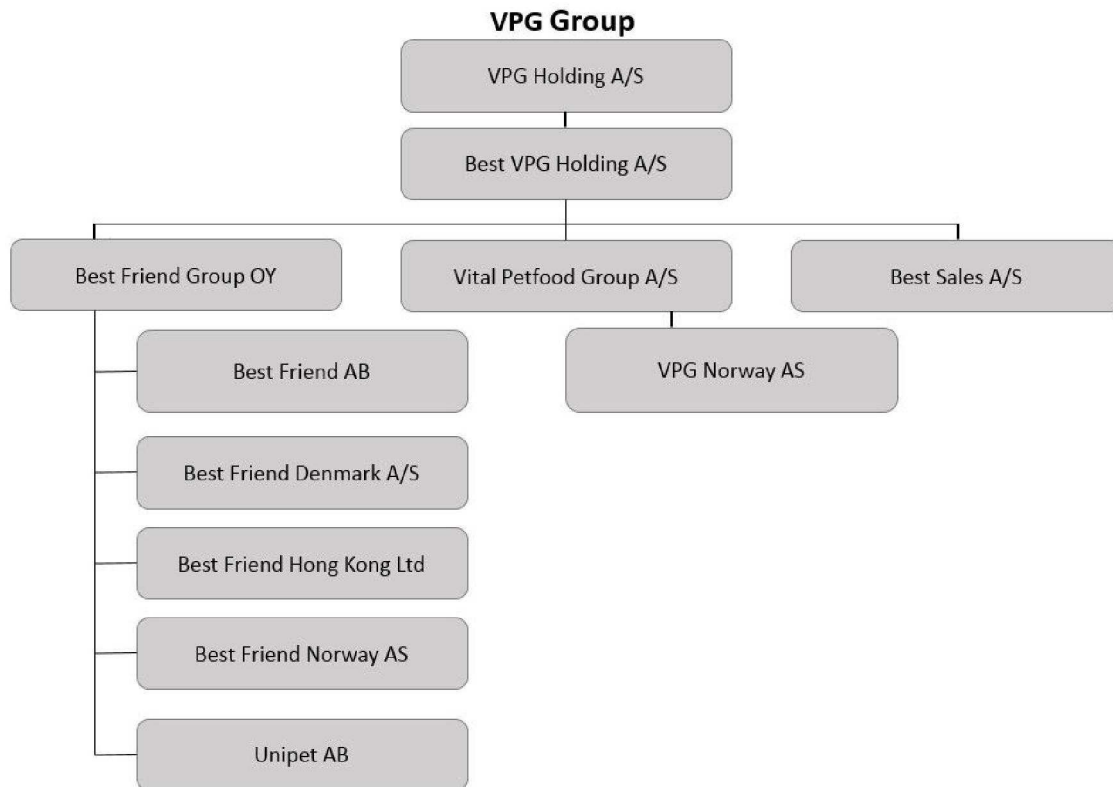 VPG Group
VPG Holding A/S
Best VPG Holding A/S
Best Friend Group OY
Vital Petfood Group A/S
Best Sales A/S
Best Friend AB
VPG Norway AS
Best Friend Denmark A/S
Best Friend Hong Kong Ltd
Best Friend Norway AS
Unipet AB